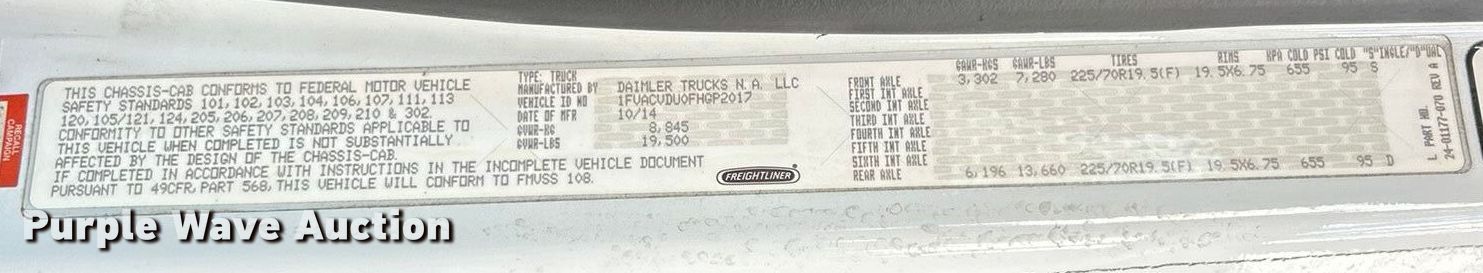 THIS CHASSIS-CAB CONFORMS TO FEDERAL MOTOR VEHICLE
SAFETY STANDARDS 101, 102, 103, 104, 106, 107, 111, 113
120, 105/121, 124, 205, 206, 207, 208, 209, 210 & 302.
CONFORMITY TO OTHER SAFETY STANDARDS APPLICABLE TO
THIS VEHICLE WHEN COMPLETED IS NOT SUBSTANTIALLY
AFFECTED BY THE DESIGN OF THE CHASSIS-CAB.
IF COMPLETED IN ACCORDANCE WITH INSTRUCTIONS IN THE INCOMPLETE VEHICLE DOCUMENT
PURSUANT TO 49CFR, PART 568, THIS VEHICLE WILL CONFORM TO FMVSS 108.
TYPE: TRUCK
MANUFACTURED BY DAIMLER TRUCKS N.A. LLC
VEHICLE ID NO 1FVACVDU0FHGP2017
DATE OF MFR 10/14
GVWR-KG 8,845
GVWR-LBS 19,500
FREIGHTLINER
GAWR-KGS GAWR-LBS TIRES RIMS KPA COLD PSI COLD "S"INGLE/"D"UAL
FRONT AXLE 3,302 7,280 225/70R19.5(F) 19.5X6.75 655 95 S
FIRST INT AXLE
SECOND INT AXLE
THIRD INT AXLE
FOURTH INT AXLE
FIFTH INT AXLE
SIXTH INT AXLE
REAR AXLE 6,196 13,660 225/70R19.5(F) 19.5X6.75 655 95 D
L PART NO.
24-01177-070 REV A
RECALL
CAMPAIGN
Purple Wave Auction